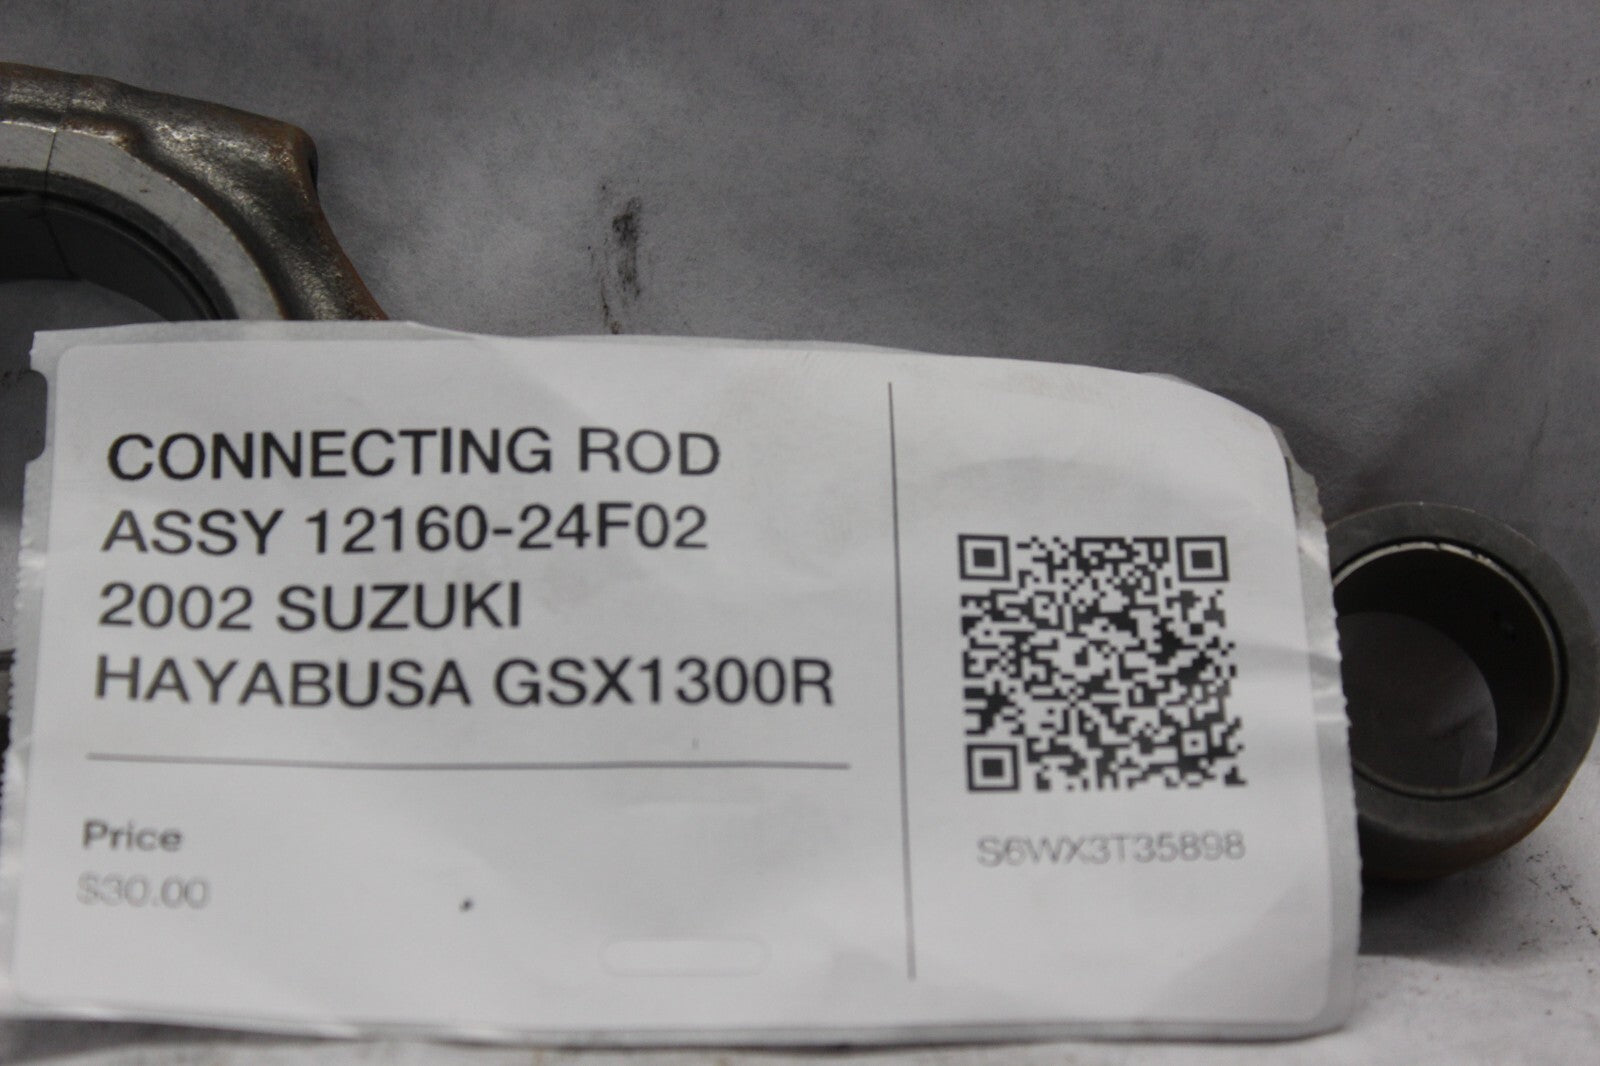 CONNECTING ROD
ASSY 12160-24F02
2002 SUZUKI
HAYABUSA GSX1300R
Price
$30.00
S6WX3T35898